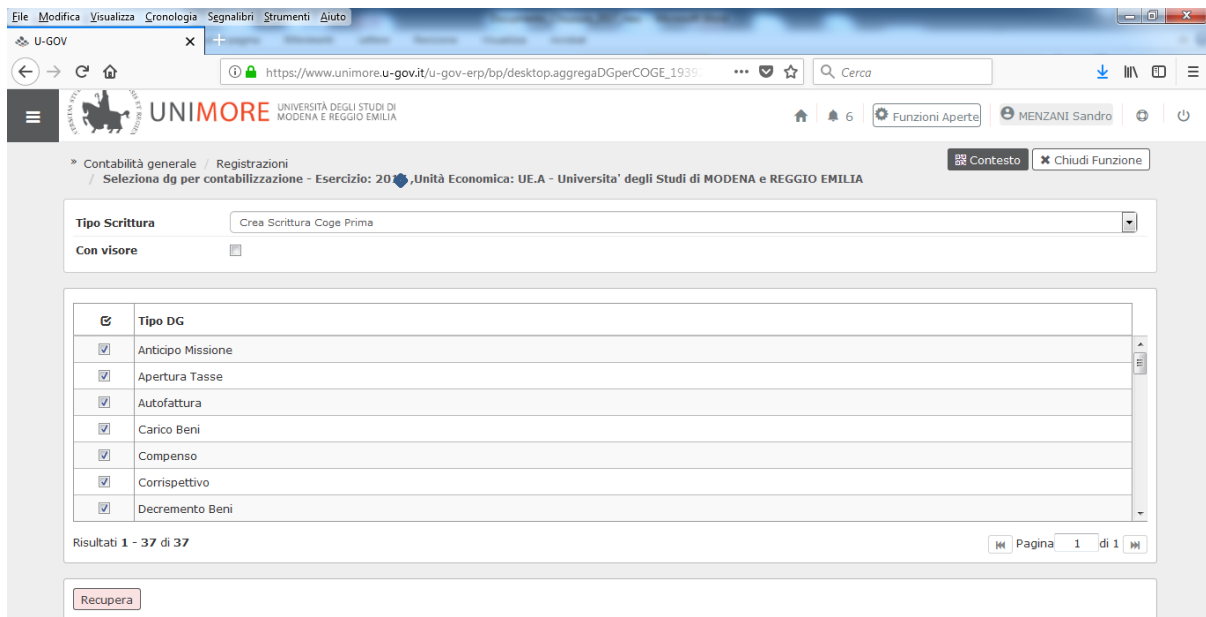 File Modifica Visualizza Cronologia Segnalibri Strumenti Aiuto
U-GOV
https://www.unimore.u-gov.it/u-gov-erp/bp/desktop.aggregaDGperCOGE_1939 Cerca
UNIMORE UNIVERSITÀ DEGLI STUDI DI
MODENA E REGGIO EMILIA
6 Funzioni Aperte MENZANI Sandro
» Contabilità generale / Registrazioni
Contesto Chiudi Funzione
/ Seleziona dg per contabilizzazione - Esercizio: 201 ,Unità Economica: UE.A - Universita' degli Studi di MODENA e REGGIO EMILIA
Tipo Scrittura Crea Scrittura Coge Prima
Con visore
Tipo DG
Anticipo Missione
Apertura Tasse
Autofattura
Carico Beni
Compenso
Corrispettivo
Decremento Beni
Risultati 1 - 37 di 37 Pagina 1 di 1
Recupera